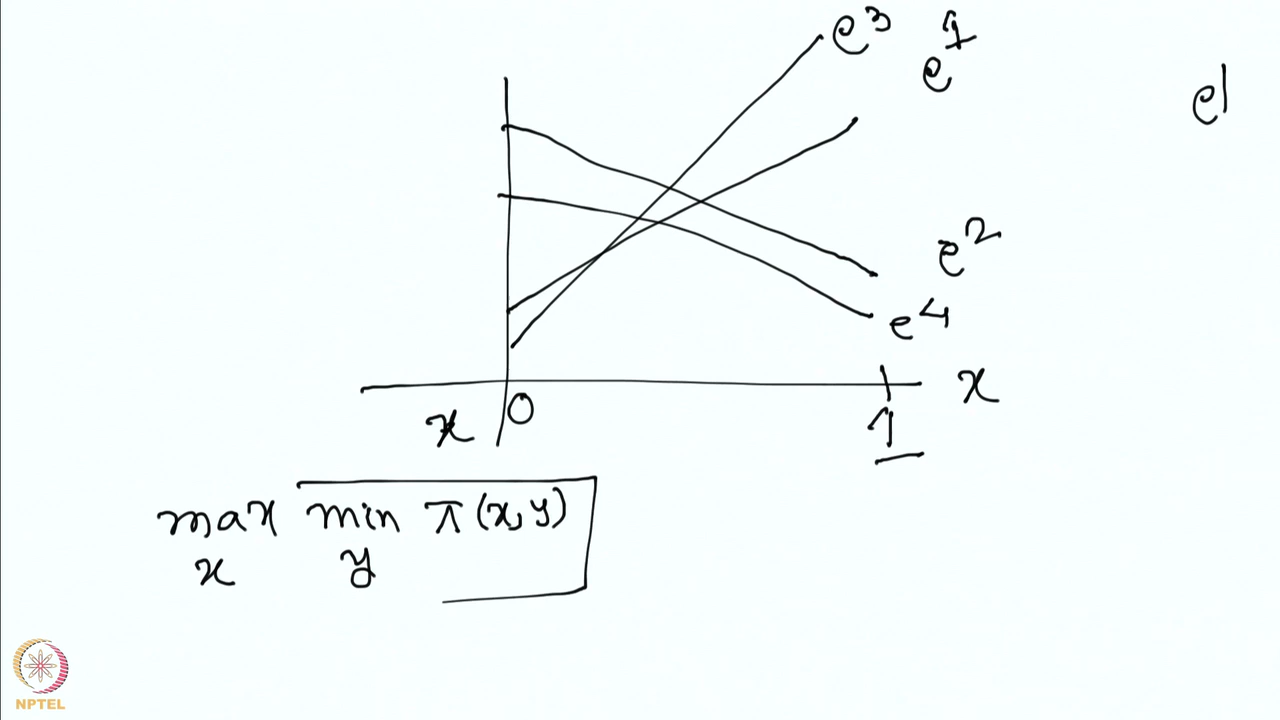 e³ e¹
e1
e²
e⁴
x 0 1 x
max min π(x,y)
x y
NPTEL